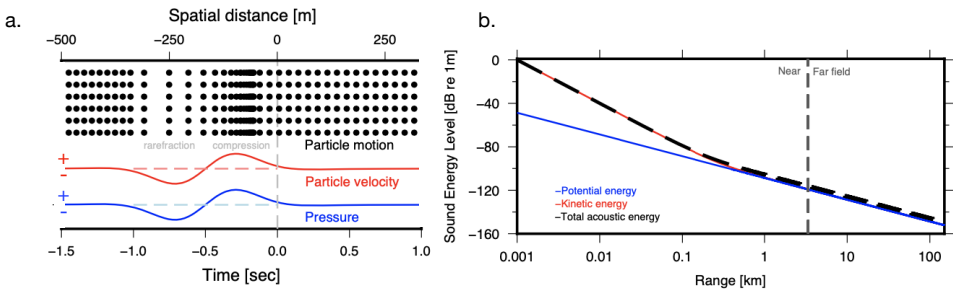 a.
Spatial distance [m]
-500 -250 0 250
rarefraction compression Particle motion
+
-
Particle velocity
+
-
Pressure
-1.5 -1.0 -0.5 0.0 0.5 1.0
Time [sec]
b.
Sound Energy Level [dB re 1m]
0
-40
-80
-120
-160
Near Far field
-Potential energy
-Kinetic energy
-Total acoustic energy
0.001 0.01 0.1 1 10 100
Range [km]